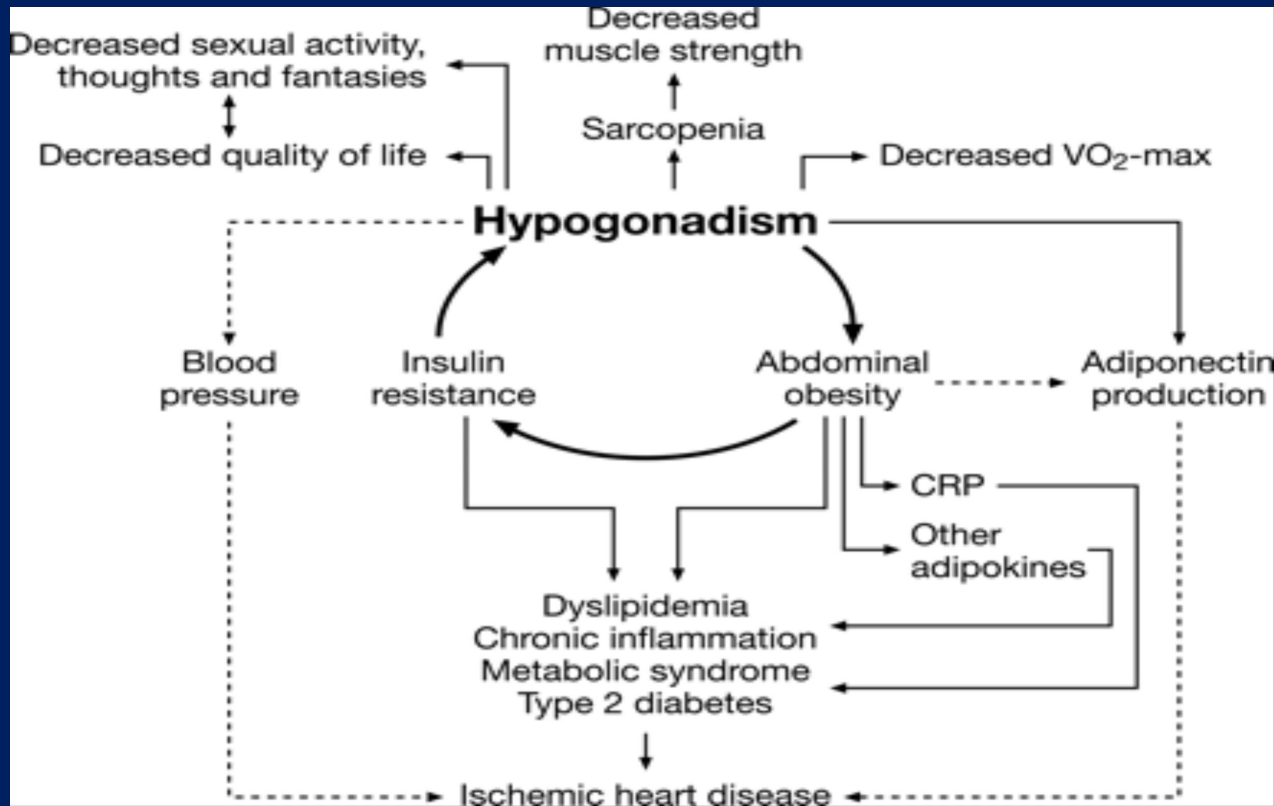 Decreased
muscle strength
Decreased sexual activity,
thoughts and fantasies
Sarcopenia
Decreased quality of life
Decreased VO₂-max
Hypogonadism
Blood
pressure
Insulin
resistance
Abdominal
obesity
Adiponectin
production
CRP
Other
adipokines
Dyslipidemia
Chronic inflammation
Metabolic syndrome
Type 2 diabetes
Ischemic heart disease